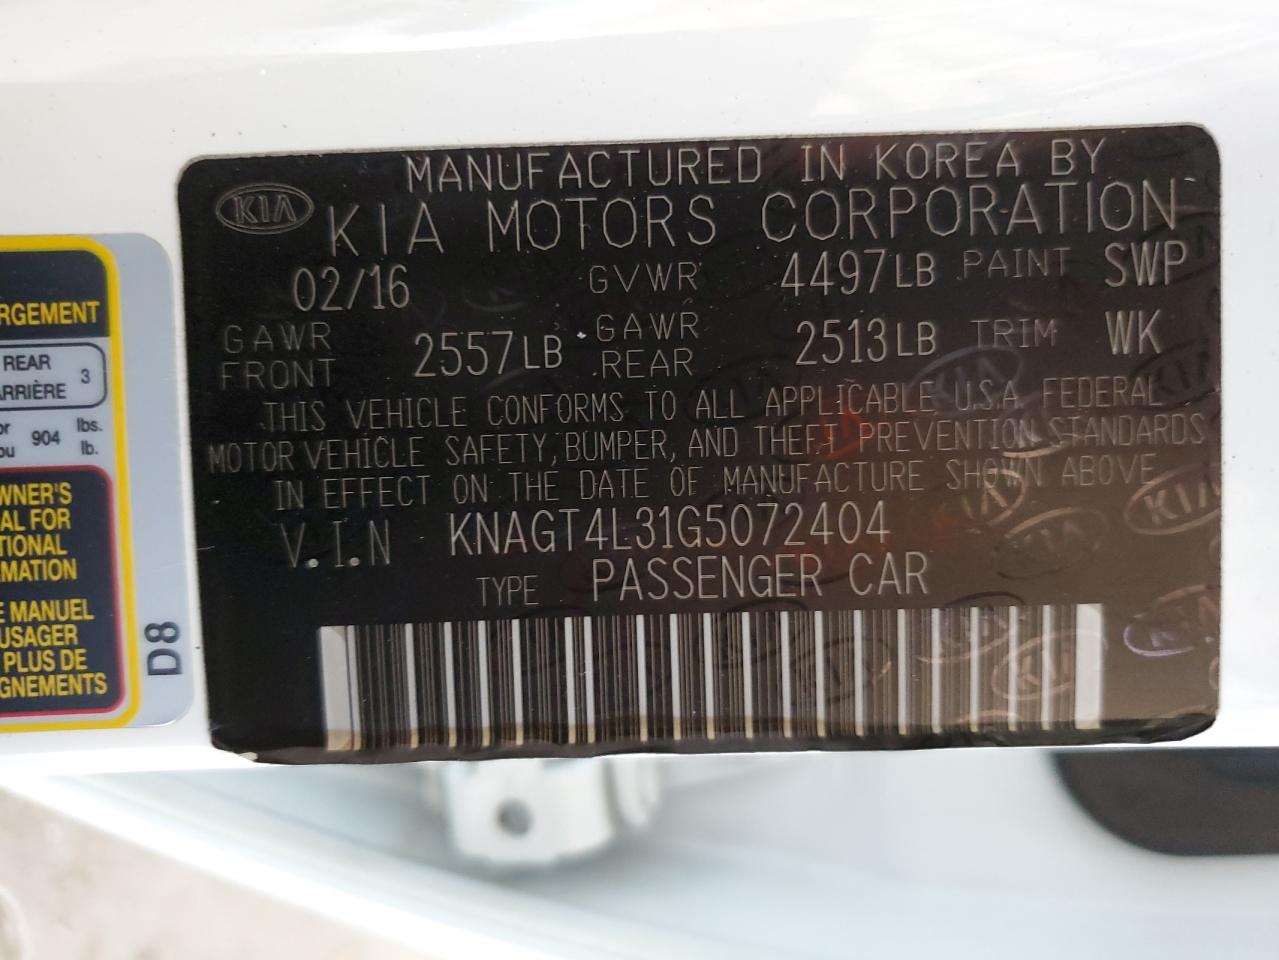 MANUFACTURED IN KOREA BY
KIA KIA MOTORS CORPORATION
02/16 GVWR 4497LB PAINT SWP
GAWR FRONT 2557LB GAWR REAR 2513LB TRIM WK
THIS VEHICLE CONFORMS TO ALL APPLICABLE U.S.A FEDERAL
MOTOR VEHICLE SAFETY, BUMPER, AND THEFT PREVENTION STANDARDS
IN EFFECT ON THE DATE OF MANUFACTURE SHOWN ABOVE
V.I.N KNAGT4L31G5072404
TYPE PASSENGER CAR
RGEMENT
REAR
ARRIÈRE 3
or 904 lbs.
ou lb.
WNER'S
AL FOR
TIONAL
RMATION
E MANUEL
USAGER
PLUS DE
GNEMENTS
D8